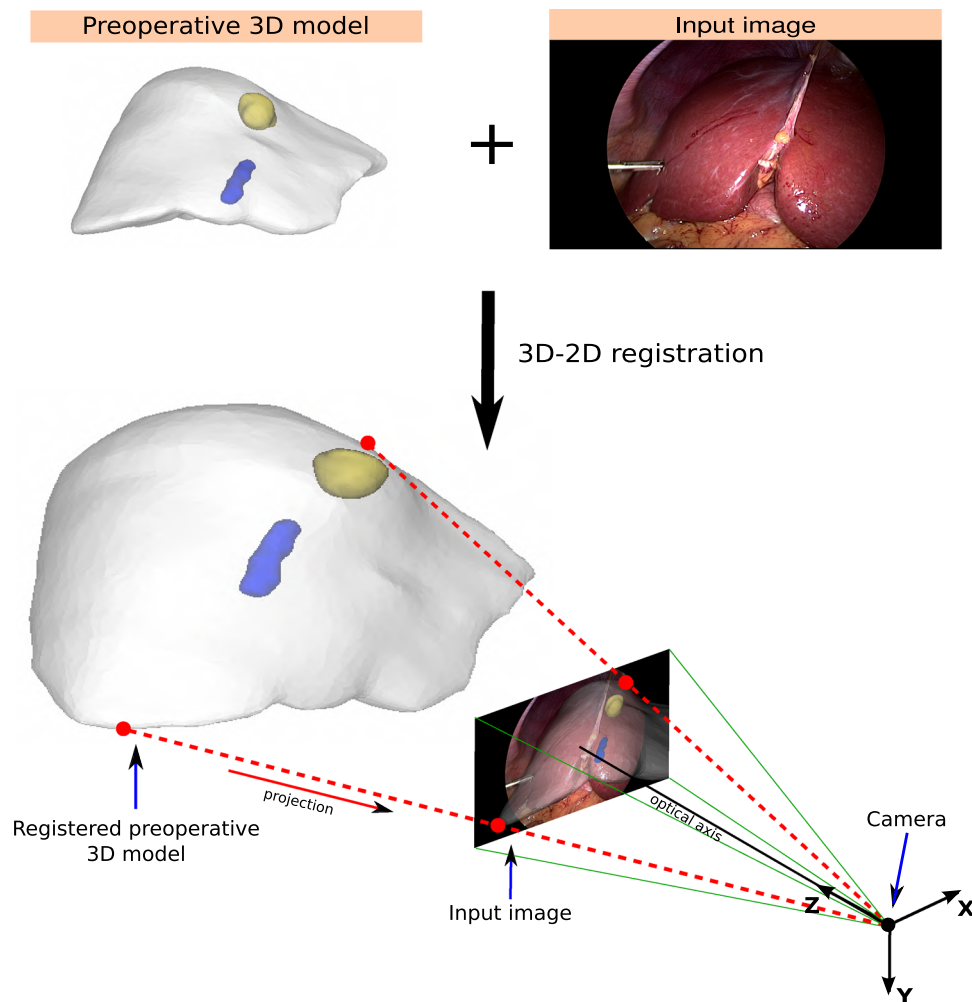 Preoperative 3D model
Input image
+
3D-2D registration
projection
optical axis
Registered preoperative
3D model
Camera
Input image
Z
X
Y